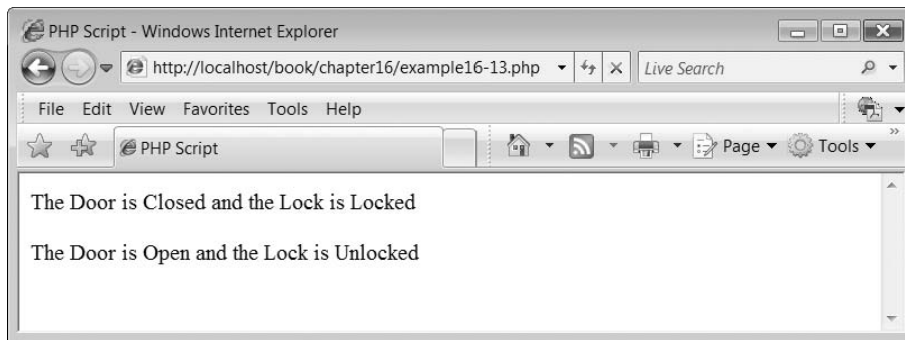 PHP Script - Windows Internet Explorer
http://localhost/book/chapter16/example16-13.php
Live Search
File Edit View Favorites Tools Help
PHP Script
Page
Tools
The Door is Closed and the Lock is Locked
The Door is Open and the Lock is Unlocked